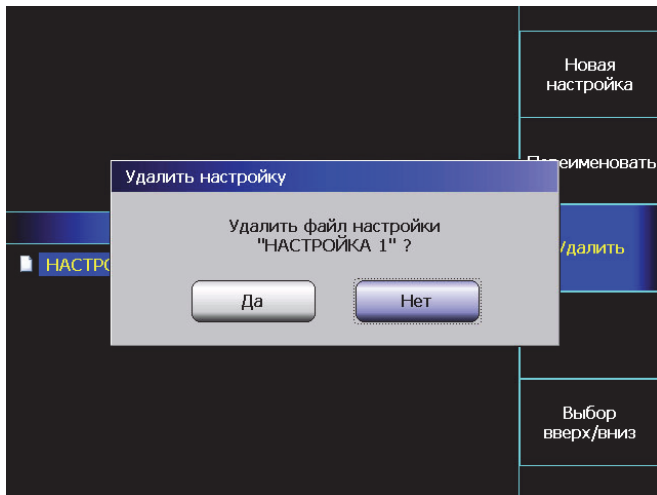 Новая
настройка
Удалить настройку
Удалить файл настройки
"НАСТРОЙКА 1" ?
Да
Нет
Выбор
вверх/вниз